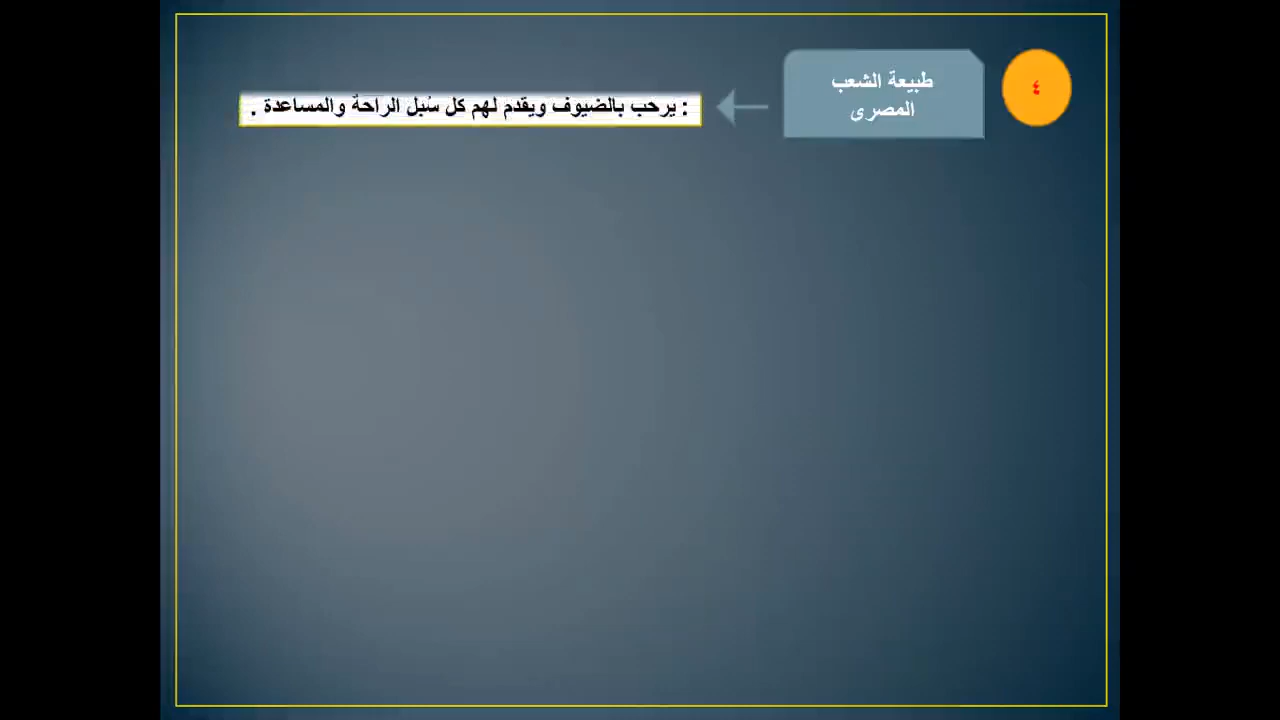 ٤
طبيعة الشعب
المصرى
: يرحب بالضيوف ويقدم لهم كل سُبل الراحة والمساعدة .